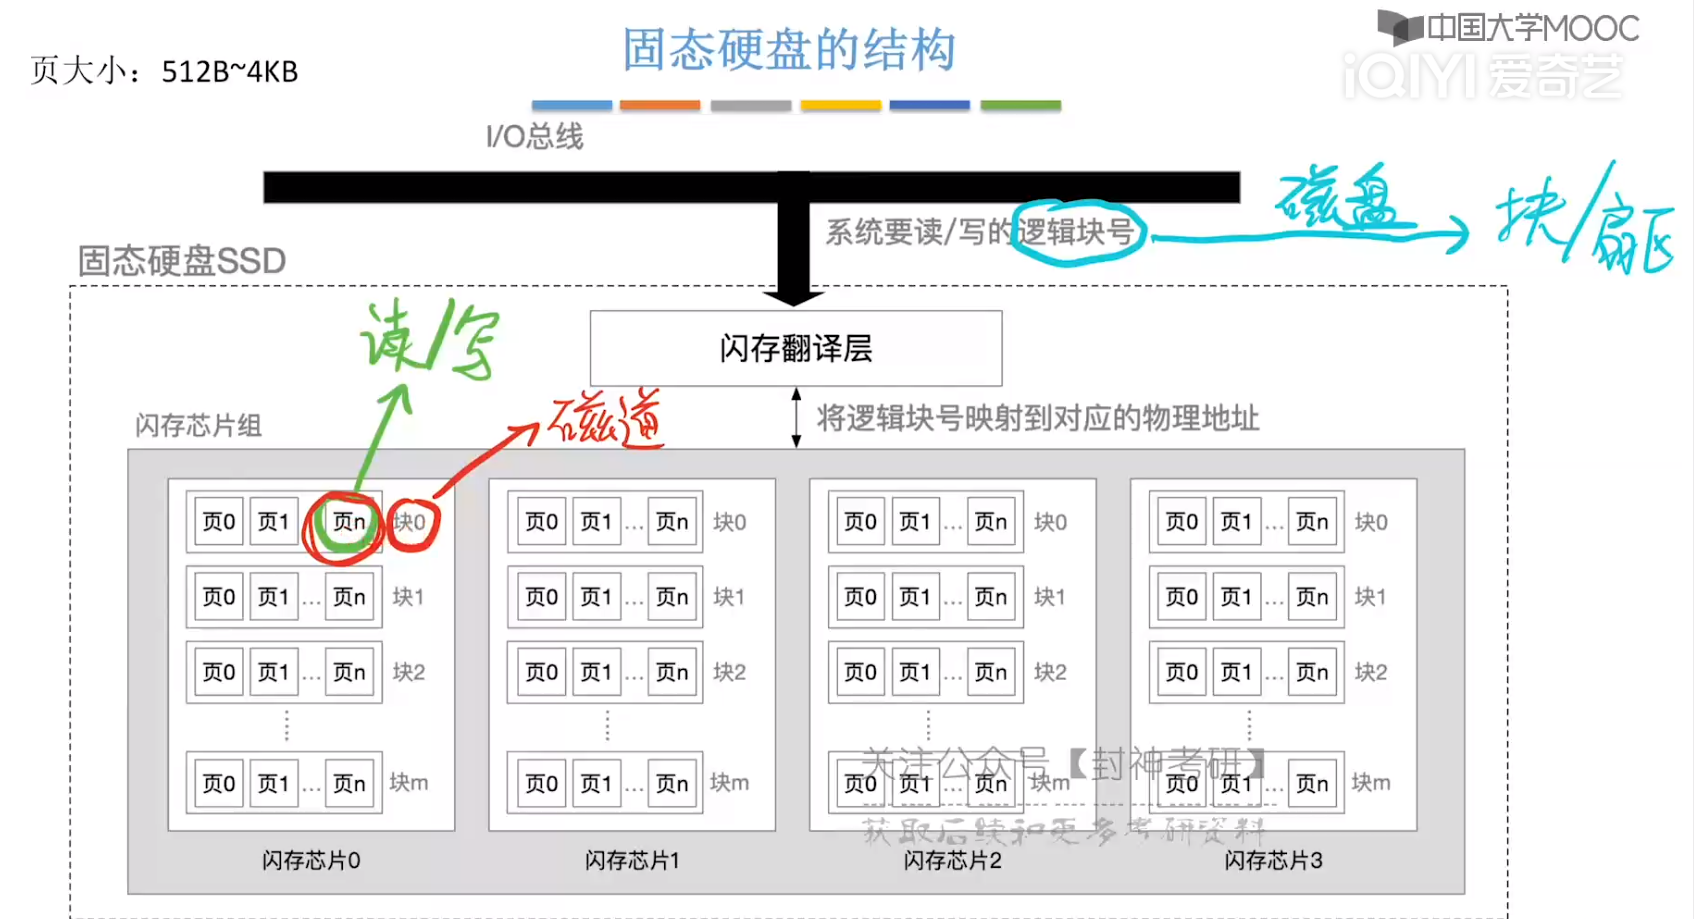 中国大学MOOC
固态硬盘的结构
iQIYI 爱奇艺
页大小：512B~4KB
I/O总线
磁盘 块/扇区
系统要读/写的逻辑块号
固态硬盘SSD
读/写
闪存翻译层
磁道
闪存芯片组
将逻辑块号映射到对应的物理地址
页0 页1 页n 块0 页0 页1 … 页n 块0 页0 页1 … 页n 块0 页0 页1 … 页n 块0
页0 页1 … 页n 块1 页0 页1 … 页n 块1 页0 页1 … 页n 块1 页0 页1 … 页n 块1
页0 页1 … 页n 块2 页0 页1 … 页n 块2 页0 页1 … 页n 块2 页0 页1 … 页n 块2
关注公众号【封神考研】
页0 页1 … 页n 块m 页0 页1 … 页n 块m 页0 页1 … 页n 块m 页0 页1 … 页n 块m
获取后续和更多考研资料
闪存芯片0 闪存芯片1 闪存芯片2 闪存芯片3